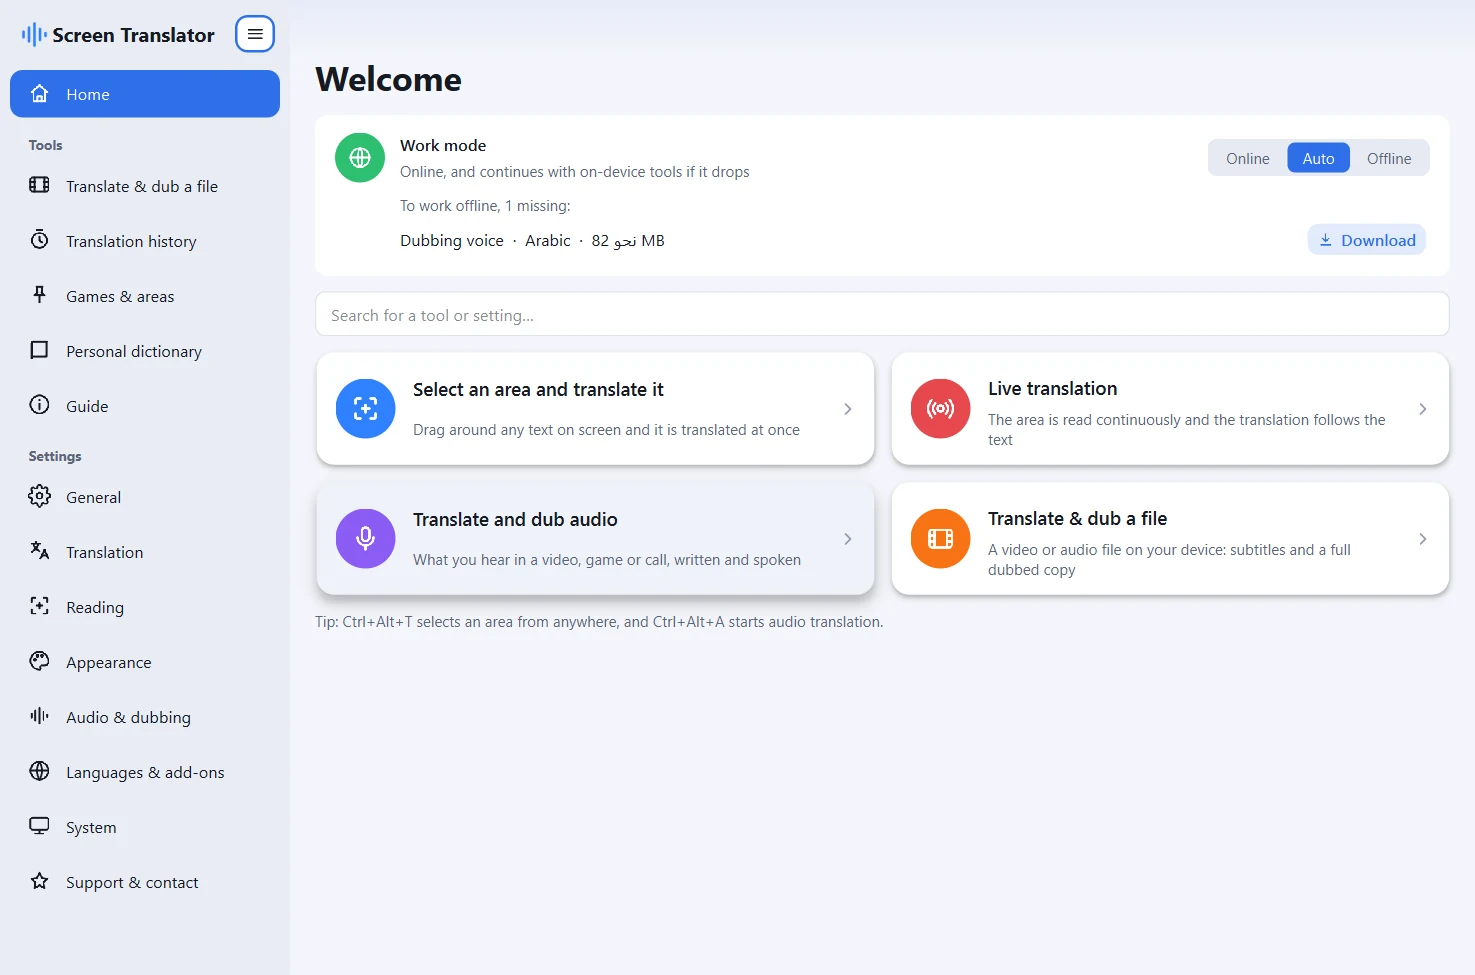 Screen Translator
Home
Tools
Translate & dub a file
Translation history
Games & areas
Personal dictionary
Guide
Settings
General
Translation
Reading
Appearance
Audio & dubbing
Languages & add-ons
System
Support & contact
Welcome
Work mode
Online, and continues with on-device tools if it drops
Online Auto Offline
To work offline, 1 missing:
Dubbing voice · Arabic · 82 نحو MB
Download
Search for a tool or setting...
Select an area and translate it
Drag around any text on screen and it is translated at once
Live translation
The area is read continuously and the translation follows the
text
Translate and dub audio
What you hear in a video, game or call, written and spoken
Translate & dub a file
A video or audio file on your device: subtitles and a full
dubbed copy
Tip: Ctrl+Alt+T selects an area from anywhere, and Ctrl+Alt+A starts audio translation.